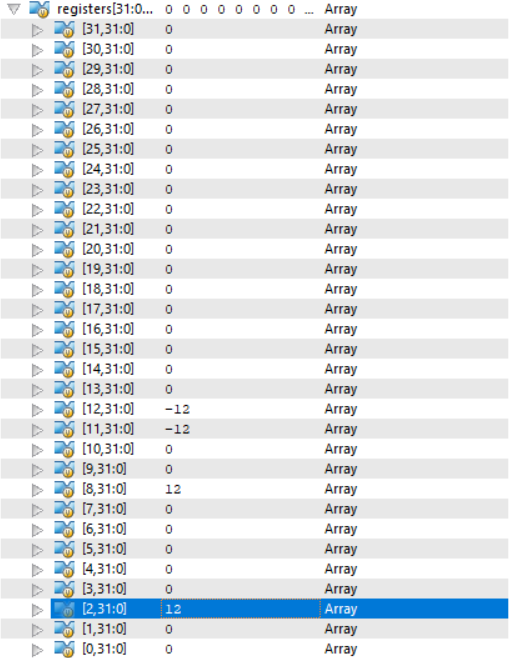 registers[31:0... 0 0 0 0 0 0 0 0 ... Array
[31,31:0] 0 Array
[30,31:0] 0 Array
[29,31:0] 0 Array
[28,31:0] 0 Array
[27,31:0] 0 Array
[26,31:0] 0 Array
[25,31:0] 0 Array
[24,31:0] 0 Array
[23,31:0] 0 Array
[22,31:0] 0 Array
[21,31:0] 0 Array
[20,31:0] 0 Array
[19,31:0] 0 Array
[18,31:0] 0 Array
[17,31:0] 0 Array
[16,31:0] 0 Array
[15,31:0] 0 Array
[14,31:0] 0 Array
[13,31:0] 0 Array
[12,31:0] -12 Array
[11,31:0] -12 Array
[10,31:0] 0 Array
[9,31:0] 0 Array
[8,31:0] 12 Array
[7,31:0] 0 Array
[6,31:0] 0 Array
[5,31:0] 0 Array
[4,31:0] 0 Array
[3,31:0] 0 Array
[2,31:0] 12 Array
[1,31:0] 0 Array
[0,31:0] 0 Array